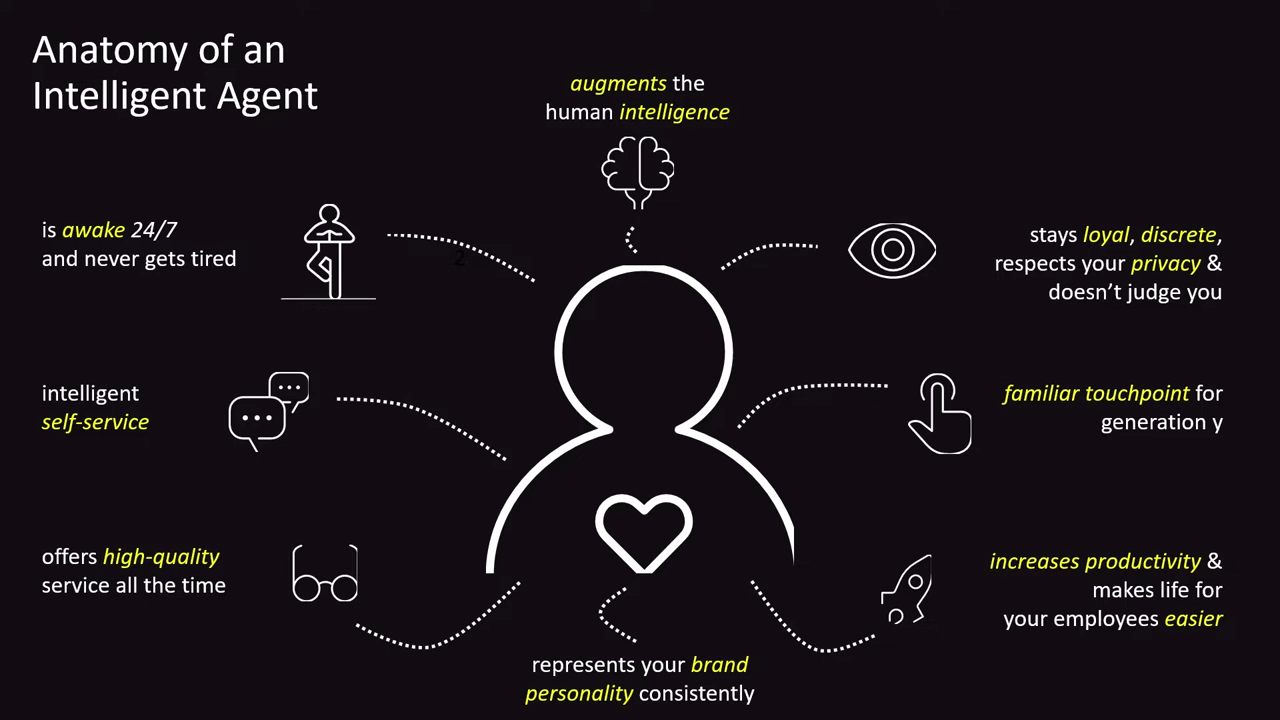 Anatomy of an
Intelligent Agent
augments the
human intelligence
is awake 24/7
and never gets tired
stays loyal, discrete,
respects your privacy &
doesn't judge you
intelligent
self-service
familiar touchpoint for
generation y
offers high-quality
service all the time
increases productivity &
makes life for
your employees easier
represents your brand
personality consistently